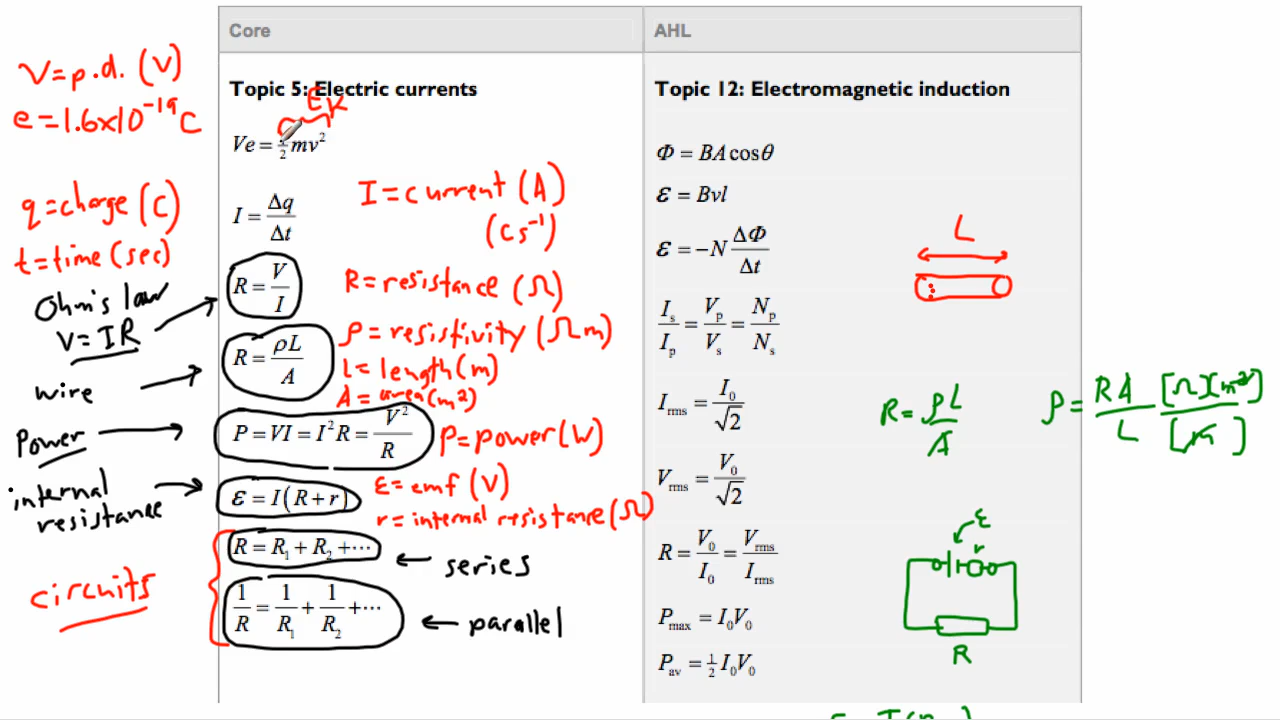 Core
AHL
V=p.d. (V)
e=1.6x10⁻¹⁹C
q=charge (C)
t=time (sec)
Ohm's law
V=IR
wire
Power
internal
resistance
circuits
Topic 5: Electric currents
Eₖ
Ve = ½mv²
I = Δq/Δt
I=current (A)
(Cs⁻¹)
R = V/I
R=resistance (Ω)
R = ρL/A
ρ=resistivity (Ωm)
L=length(m)
A=area(m²)
P = VI = I²R = V²/R
P=power(W)
ε = I(R+r)
ε=emf (V)
r=internal resistance(Ω)
R = R₁ + R₂ +⋯
series
1/R = 1/R₁ + 1/R₂ +⋯
parallel
Topic 12: Electromagnetic induction
Φ = BA cosθ
ε = Bvl
ε = −N ΔΦ/Δt
Iₛ/Iₚ = Vₚ/Vₛ = Nₚ/Nₛ
I_rms = I₀/√2
V_rms = V₀/√2
R = V₀/I₀ = V_rms/I_rms
P_max = I₀V₀
P_av = ½ I₀V₀
L
R = ρL/A
ρ = RA/L [Ω][m²]/[m]
ε
r
R